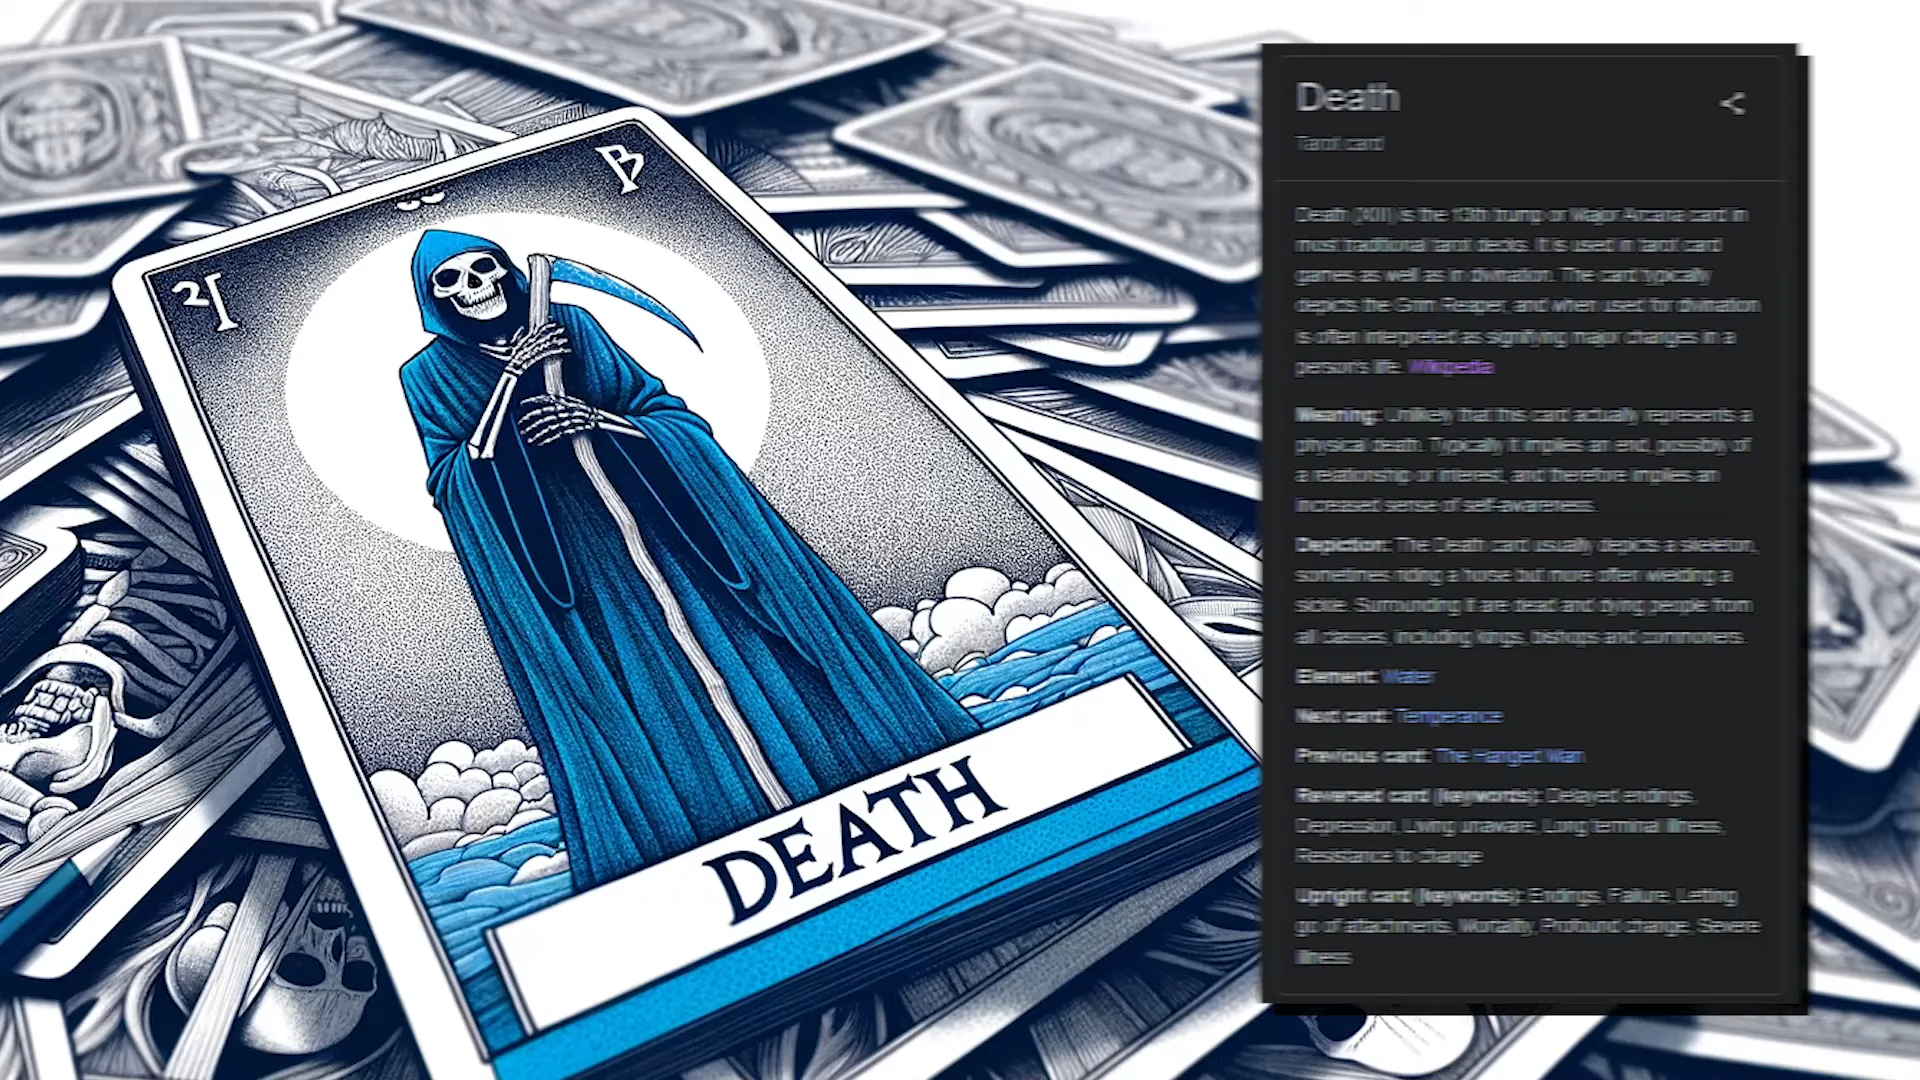 DEATH
Death
Tarot card
Death (XIII) is the 13th trump or Major Arcana card in
most traditional tarot decks. It is used in tarot card
games as well as in divination. The card typically
depicts the Grim Reaper, and when used for divination
is often interpreted as signifying major changes in a
person's life. Wikipedia
Meaning: Unlikely that this card actually represents a
physical death. Typically it implies an end, possibly of
a relationship or interest, and therefore implies an
increased sense of self-awareness.
Depiction: The Death card usually depicts a skeleton,
sometimes riding a horse but more often wielding a
sickle. Surrounding it are dead and dying people from
all classes, including kings, bishops and commoners.
Element: Water
Next card: Temperance
Previous card: The Hanged Man
Reversed card (keywords): Delayed endings,
Depression, Living unaware, Long terminal illness,
Resistance to change
Upright card (keywords): Endings, Failure, Letting
go of attachments, Mortality, Profound change, Severe
illness